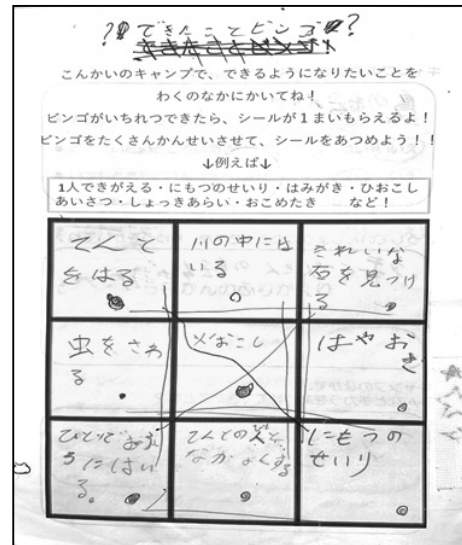 ?できたことビンゴ?
こんかいのキャンプで、できるようになりたいことを
わくのなかにかいてね!
ビンゴがいちれつできたら、シールが1まいもらえるよ!
ビンゴをたくさんかんせいさせて、シールをあつめよう!!
↓例えば↓
1人できがえる・にもつのせいり・はみがき・ひおこし
あいさつ・しょっきあらい・おこめたき など!
てんと
をはる
川の中には
いる
きれいな
石を見つけ
る
虫をさわ
る
火おこし
はやおき
ひとりでおふ
ろにはい
る。
てんとの人と、
なかよくする
にもつの
せいり